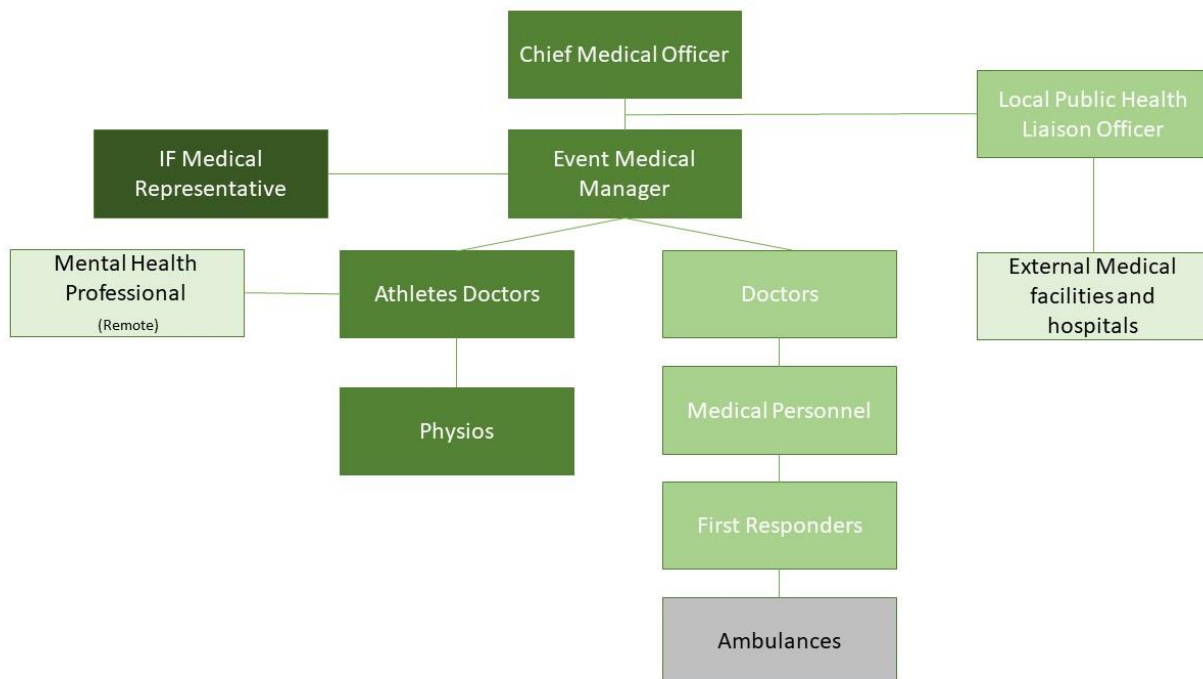 Chief Medical Officer
Local Public Health
Liaison Officer
IF Medical
Representative
Event Medical
Manager
Mental Health
Professional
(Remote)
Athletes Doctors
Doctors
External Medical
facilities and
hospitals
Physios
Medical Personnel
First Responders
Ambulances